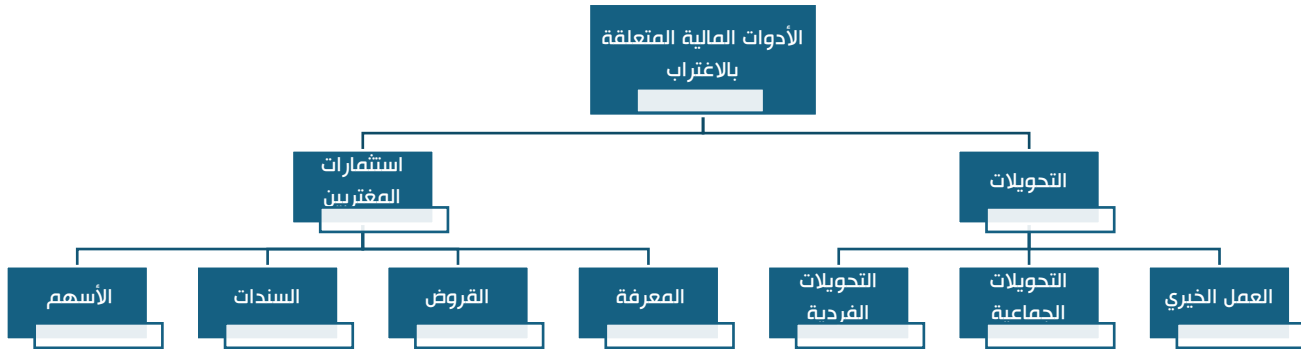 الأدوات المالية المتعلقة
بالاغتراب
التحويلات
استثمارات
المغتربين
العمل الخيري
التحويلات
الجماعية
التحويلات
الفردية
المعرفة
القروض
السندات
الأسهم